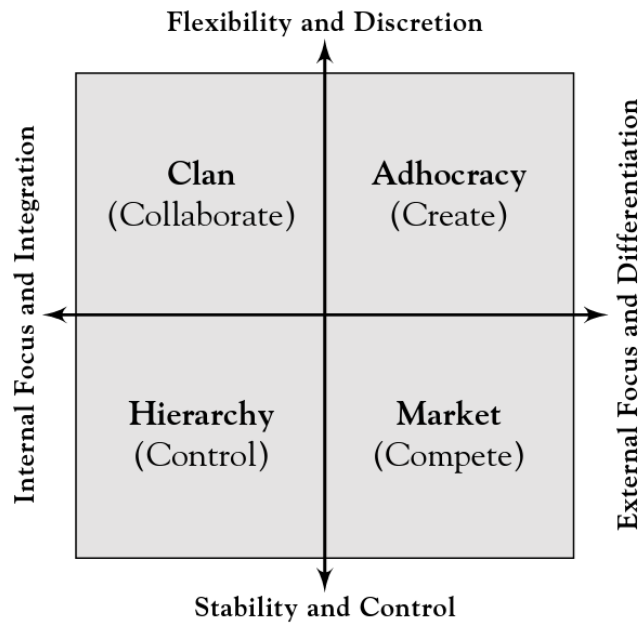 Flexibility and Discretion
Internal Focus and Integration
External Focus and Differentiation
Clan
(Collaborate)
Adhocracy
(Create)
Hierarchy
(Control)
Market
(Compete)
Stability and Control